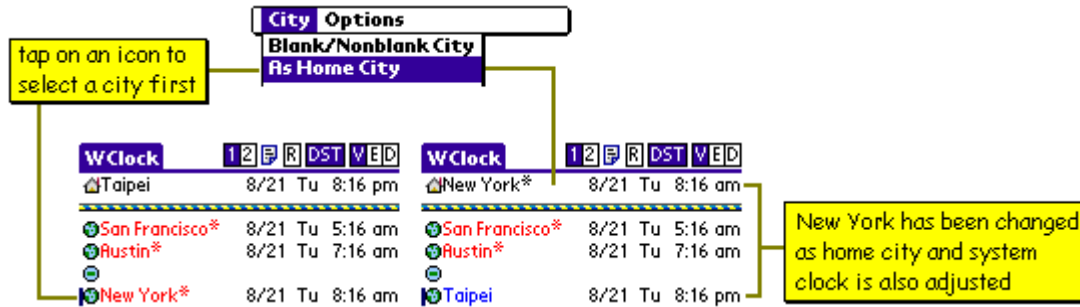 City Options
Blank/Nonblank City
As Home City
tap on an icon to
select a city first
WClock 1 2 R DST V E D
Taipei 8/21 Tu 8:16 pm
San Francisco* 8/21 Tu 5:16 am
Austin* 8/21 Tu 7:16 am
New York* 8/21 Tu 8:16 am
WClock 1 2 R DST V E D
New York* 8/21 Tu 8:16 am
San Francisco* 8/21 Tu 5:16 am
Austin* 8/21 Tu 7:16 am
Taipei 8/21 Tu 8:16 pm
New York has been changed
as home city and system
clock is also adjusted